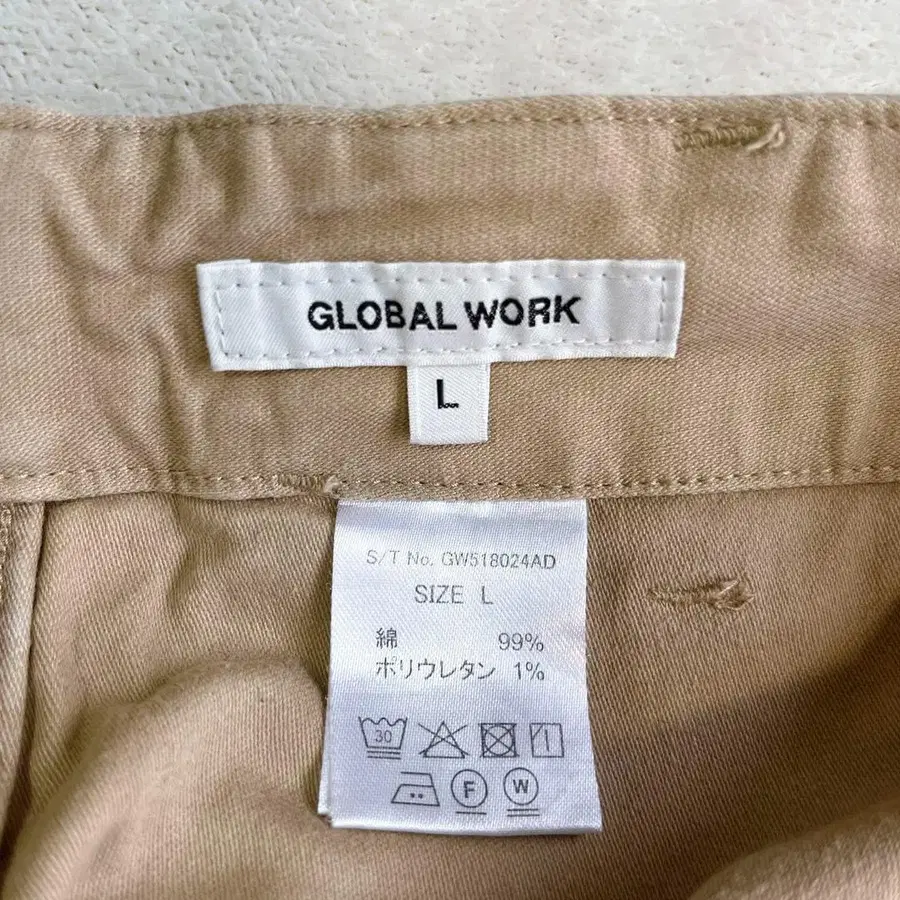 GLOBAL WORK
L
S/T No. GW518024AD
SIZE L
綿 99%
ポリウレタン 1%
30
F W